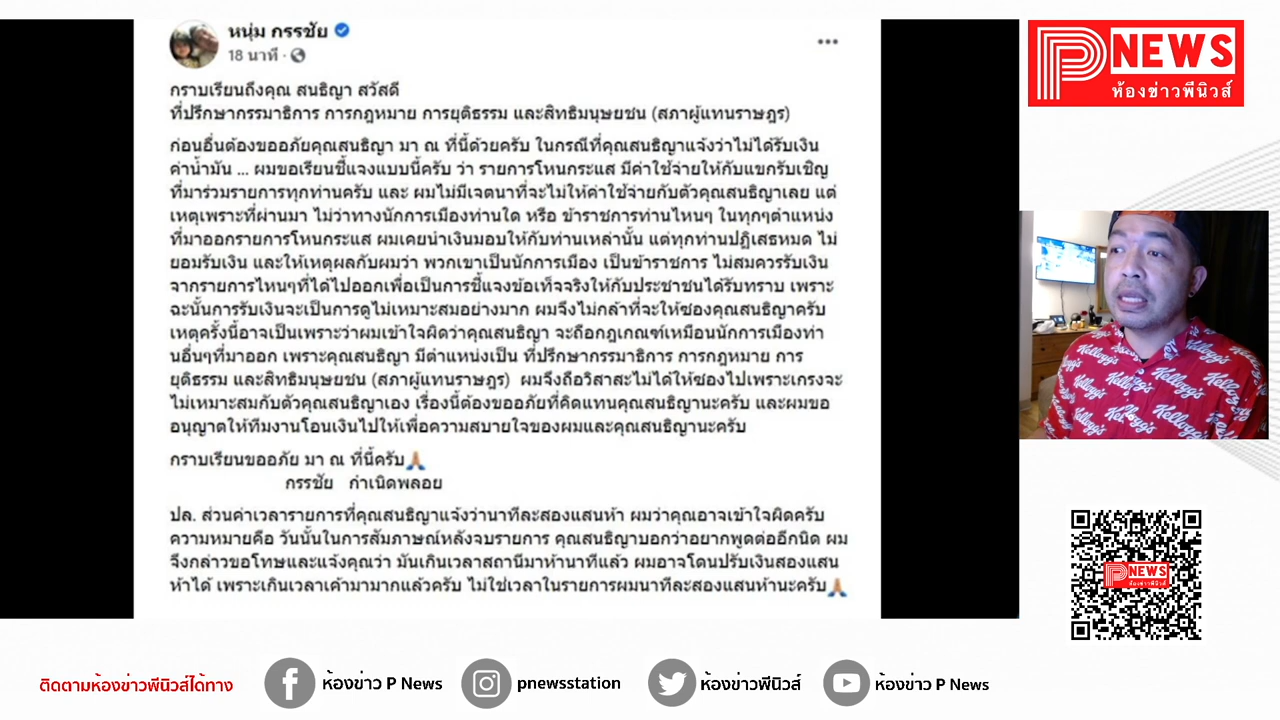 หนุ่ม กรรชัย
18 นาที ·
กราบเรียนถึงคุณ สนธิญา สวัสดี
ที่ปรึกษากรรมาธิการ การกฎหมาย การยุติธรรม และสิทธิมนุษยชน (สภาผู้แทนราษฎร)
ก่อนอื่นต้องขออภัยคุณสนธิญา มา ณ ที่นี้ด้วยครับ ในกรณีที่คุณสนธิญาแจ้งว่าไม่ได้รับเงิน
ค่าน้ำมัน ... ผมขอเรียนชี้แจงแบบนี้ครับ ว่า รายการโหนกระแส มีค่าใช้จ่ายให้กับแขกรับเชิญ
ที่มาร่วมรายการทุกท่านครับ และ ผมไม่มีเจตนาที่จะไม่ให้ค่าใช้จ่ายกับตัวคุณสนธิญาเลย แต่
เหตุเพราะที่ผ่านมา ไม่ว่าทางนักการเมืองท่านใด หรือ ข้าราชการท่านไหนๆ ในทุกๆตำแหน่ง
ที่มาออกรายการโหนกระแส ผมเคยนำเงินมอบให้กับท่านเหล่านั้น แต่ทุกท่านปฏิเสธหมด ไม่
ยอมรับเงิน และให้เหตุผลกับผมว่า พวกเขาเป็นนักการเมือง เป็นข้าราชการ ไม่สมควรรับเงิน
จากรายการไหนๆที่ได้ไปออกเพื่อเป็นการชี้แจงข้อเท็จจริงให้กับประชาชนได้รับทราบ เพราะ
ฉะนั้นการรับเงินจะเป็นการดูไม่เหมาะสมอย่างมาก ผมจึงไม่กล้าที่จะให้ซองคุณสนธิญาครับ
เหตุครั้งนี้อาจเป็นเพราะว่าผมเข้าใจผิดว่าคุณสนธิญา จะถือกฎเกณฑ์เหมือนนักการเมืองท่า
นอื่นๆที่มาออก เพราะคุณสนธิญา มีตำแหน่งเป็น ที่ปรึกษากรรมาธิการ การกฎหมาย การ
ยุติธรรม และสิทธิมนุษยชน (สภาผู้แทนราษฎร) ผมจึงถือวิสาสะไม่ได้ให้ซองไปเพราะเกรงจะ
ไม่เหมาะสมกับตัวคุณสนธิญาเอง เรื่องนี้ต้องขออภัยที่คิดแทนคุณสนธิญานะครับ และผมขอ
อนุญาตให้ทีมงานโอนเงินไปให้เพื่อความสบายใจของผมและคุณสนธิญานะครับ
กราบเรียนขออภัย มา ณ ที่นี้ครับ🙏
กรรชัย กำเนิดพลอย
ปล. ส่วนค่าเวลารายการที่คุณสนธิญาแจ้งว่านาทีละสองแสนห้า ผมว่าคุณอาจเข้าใจผิดครับ
ความหมายคือ วันนั้นในการสัมภาษณ์หลังจบรายการ คุณสนธิญาบอกว่าอยากพูดต่ออีกนิด ผม
จึงกล่าวขอโทษและแจ้งคุณว่า มันเกินเวลาสถานีมาห้านาทีแล้ว ผมอาจโดนปรับเงินสองแสน
ห้าได้ เพราะเกินเวลาเค้ามามากแล้วครับ ไม่ใช่เวลาในรายการผมนาทีละสองแสนห้านะครับ🙏
P NEWS
ห้องข่าวพีนิวส์
Kellogg's
Kellogg's
Kellogg's
Kellogg's
P NEWS
ห้องข่าวพีนิวส์
ติดตามห้องข่าวพีนิวส์ได้ทาง
ห้องข่าว P News
pnewsstation
ห้องข่าวพีนิวส์
ห้องข่าว P News